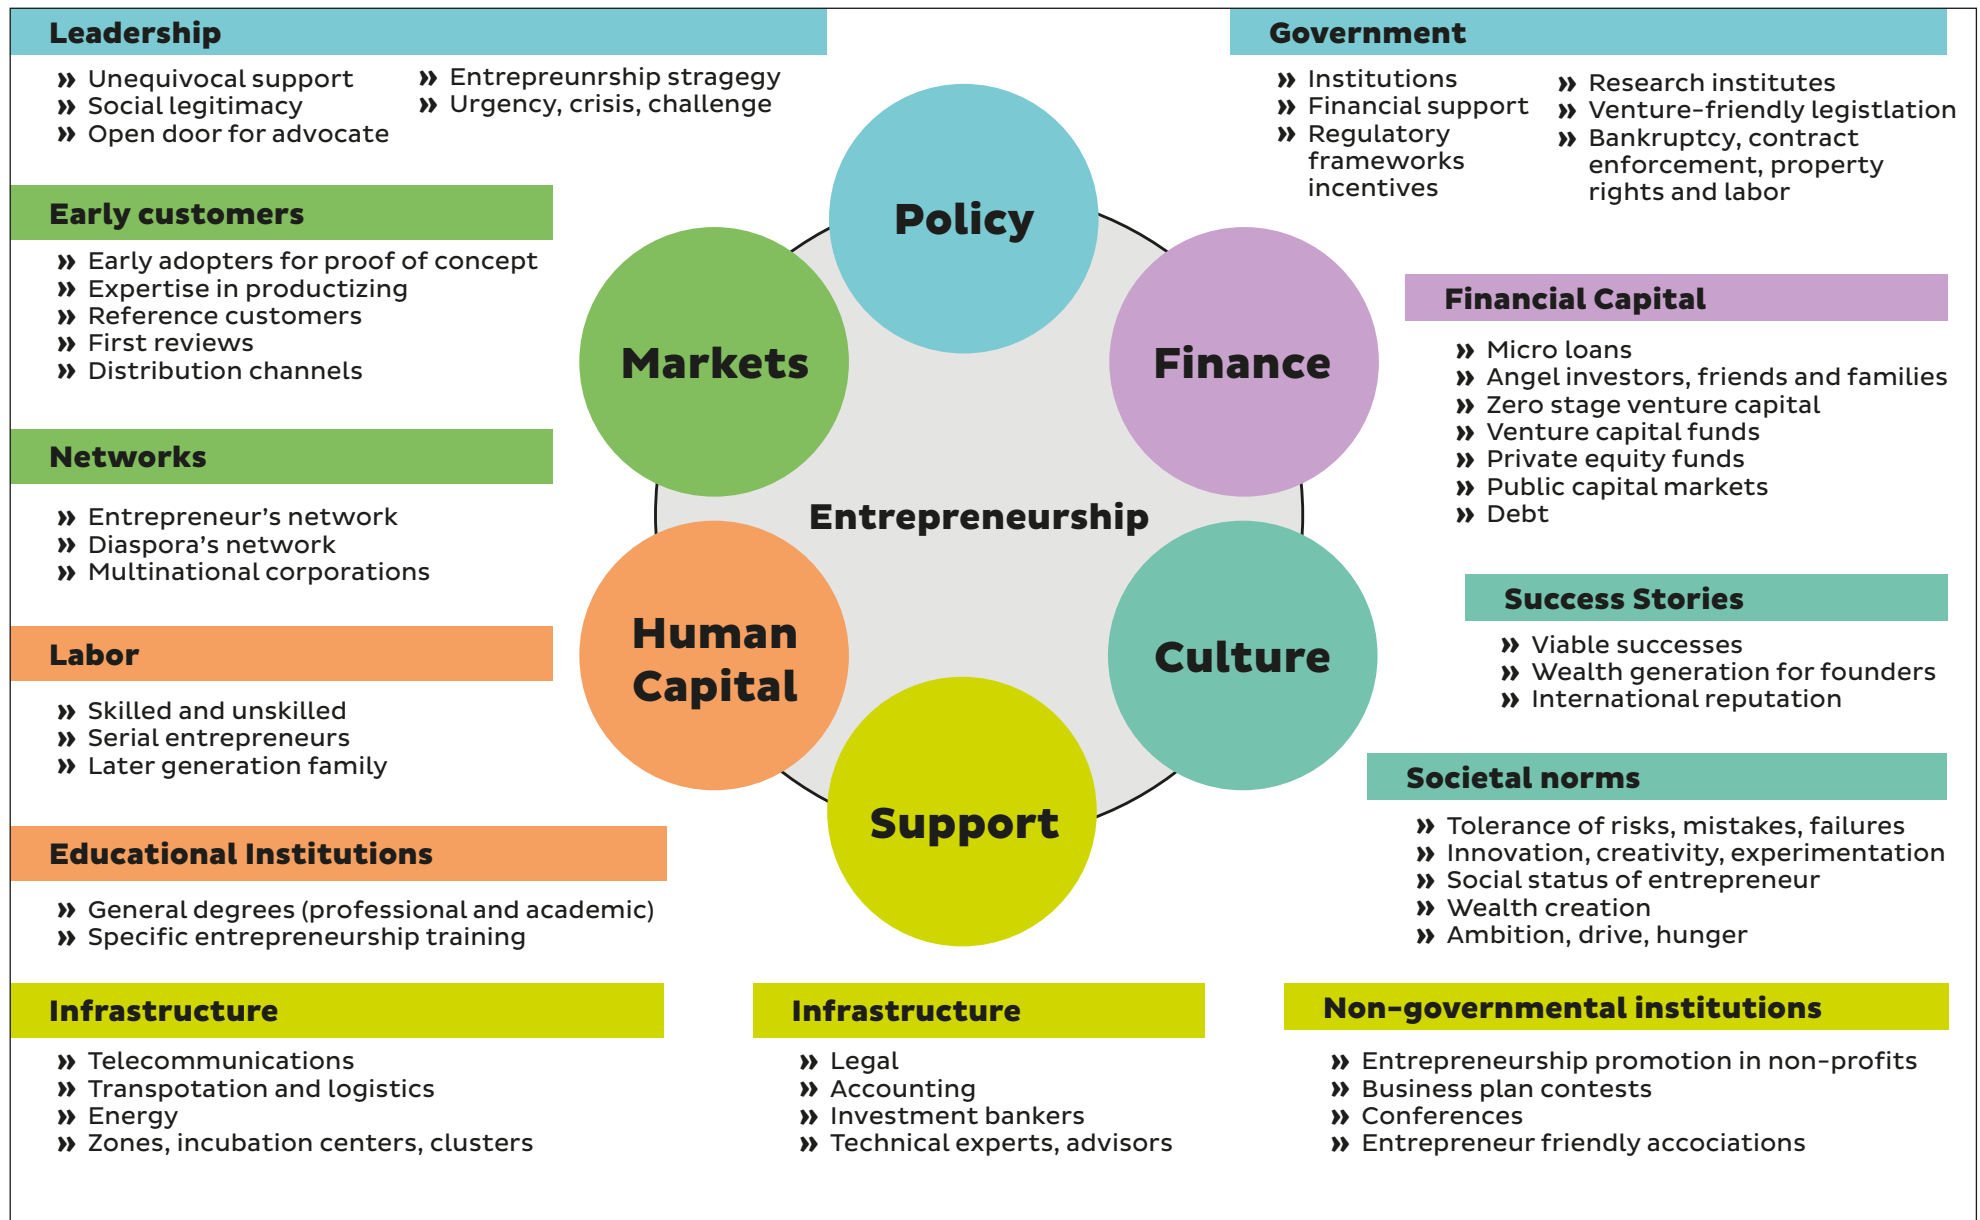 Leadership
» Unequivocal support
» Social legitimacy
» Open door for advocate
» Entrepreunrship stragegy
» Urgency, crisis, challenge
Government
» Institutions
» Financial support
» Regulatory
frameworks
incentives
» Research institutes
» Venture-friendly legistlation
» Bankruptcy, contract
enforcement, property
rights and labor
Early customers
» Early adopters for proof of concept
» Expertise in productizing
» Reference customers
» First reviews
» Distribution channels
Networks
» Entrepreneur's network
» Diaspora's network
» Multinational corporations
Labor
» Skilled and unskilled
» Serial entrepreneurs
» Later generation family
Educational Institutions
» General degrees (professional and academic)
» Specific entrepreneurship training
Policy
Markets
Finance
Entrepreneurship
Human
Capital
Culture
Support
Financial Capital
» Micro loans
» Angel investors, friends and families
» Zero stage venture capital
» Venture capital funds
» Private equity funds
» Public capital markets
» Debt
Success Stories
» Viable successes
» Wealth generation for founders
» International reputation
Societal norms
» Tolerance of risks, mistakes, failures
» Innovation, creativity, experimentation
» Social status of entrepreneur
» Wealth creation
» Ambition, drive, hunger
Infrastructure
» Telecommunications
» Transpotation and logistics
» Energy
» Zones, incubation centers, clusters
Infrastructure
» Legal
» Accounting
» Investment bankers
» Technical experts, advisors
Non-governmental institutions
» Entrepreneurship promotion in non-profits
» Business plan contests
» Conferences
» Entrepreneur friendly accociations